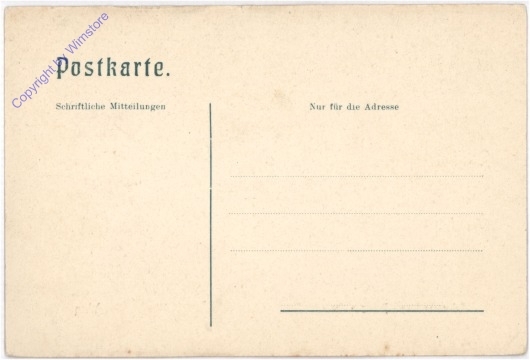 Copyright by Wimstore
Postkarte.
Schriftliche Mitteilungen
Nur für die Adresse